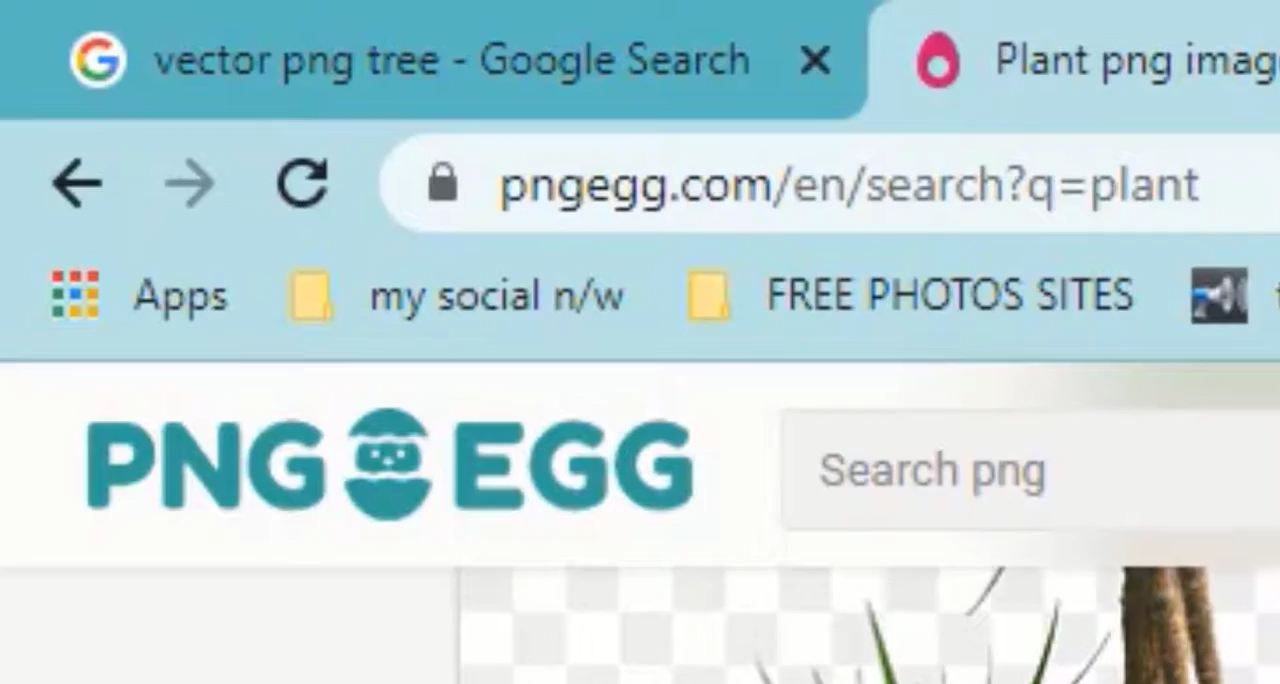 vector png tree - Google Search
Plant png imag
pngegg.com/en/search?q=plant
Apps
my social n/w
FREE PHOTOS SITES
PNG EGG
Search png